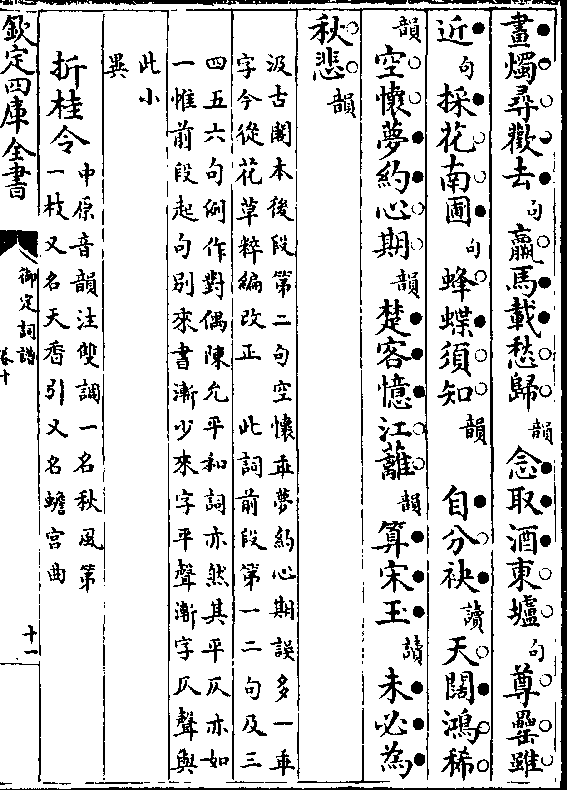 畫燭尋歡去句羸馬載愁歸韻念取酒東壚句尊罍雖
近句採花南圃句蜂蝶須知韻　自分袂讀天闊鴻稀
韻空懷夢約心期韻楚客憶江蘺韻算宋玉讀未必為
秋悲韻
汲古閣本後段第二句空懷乖夢約心期誤多一乖
字今從花草粹編改正　此詞前段第一二句及三
四五六句例作對偶陳允平和詞亦然其平仄亦如
一惟前段起句別來書漸少來字平聲漸字仄聲與
此小
異
折桂令中原音韻注雙調一名秋風第
一枝又名天香引又名蟾宮曲
欽定四庫全書
御定詞譜
卷十
十一